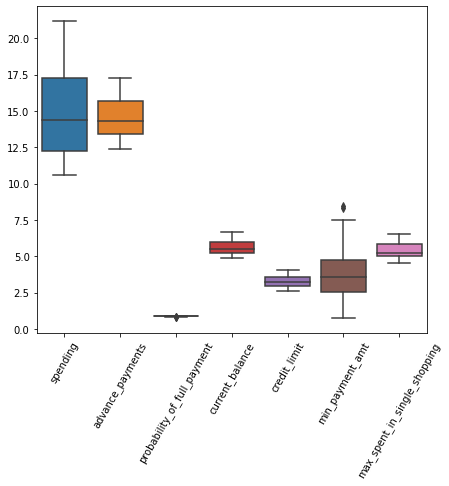 20.0
17.5
15.0
12.5
10.0
7.5
5.0
2.5
0.0
spending
advance_payments
probability_of_full_payment
current_balance
credit_limit
min_payment_amt
max_spent_in_single_shopping